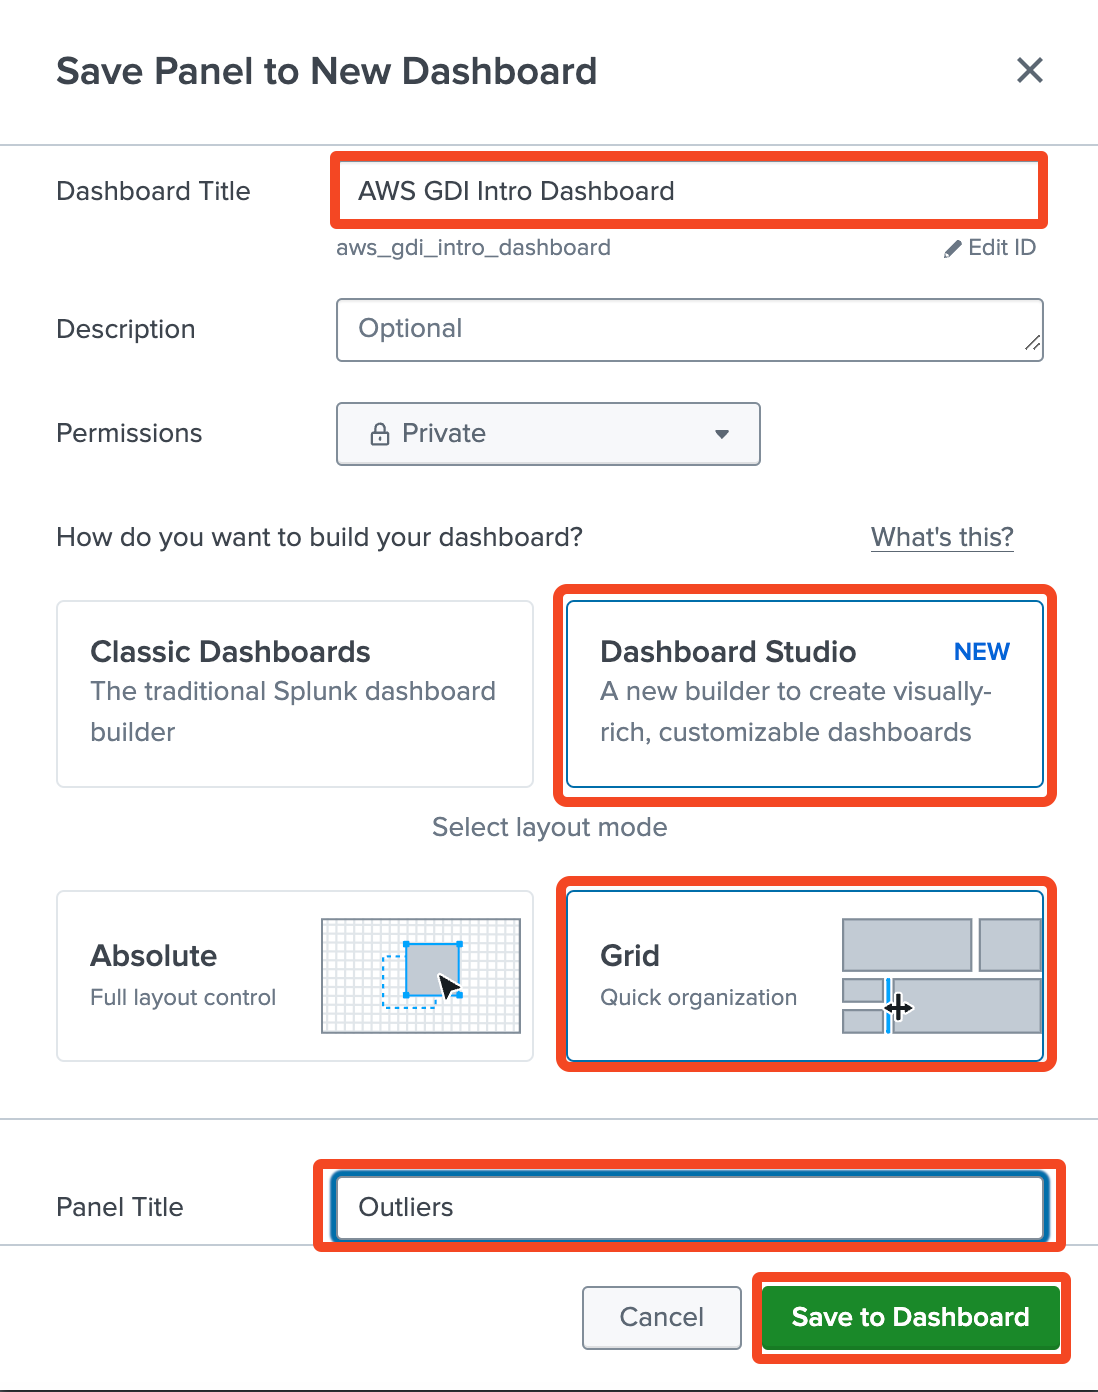 Save Panel to New Dashboard
Dashboard Title
AWS GDI Intro Dashboard
aws_gdi_intro_dashboard
Edit ID
Description
Optional
Permissions
Private
How do you want to build your dashboard?
What's this?
Classic Dashboards
The traditional Splunk dashboard
builder
Dashboard Studio
NEW
A new builder to create visually-
rich, customizable dashboards
Select layout mode
Absolute
Full layout control
Grid
Quick organization
Panel Title
Outliers
Cancel
Save to Dashboard